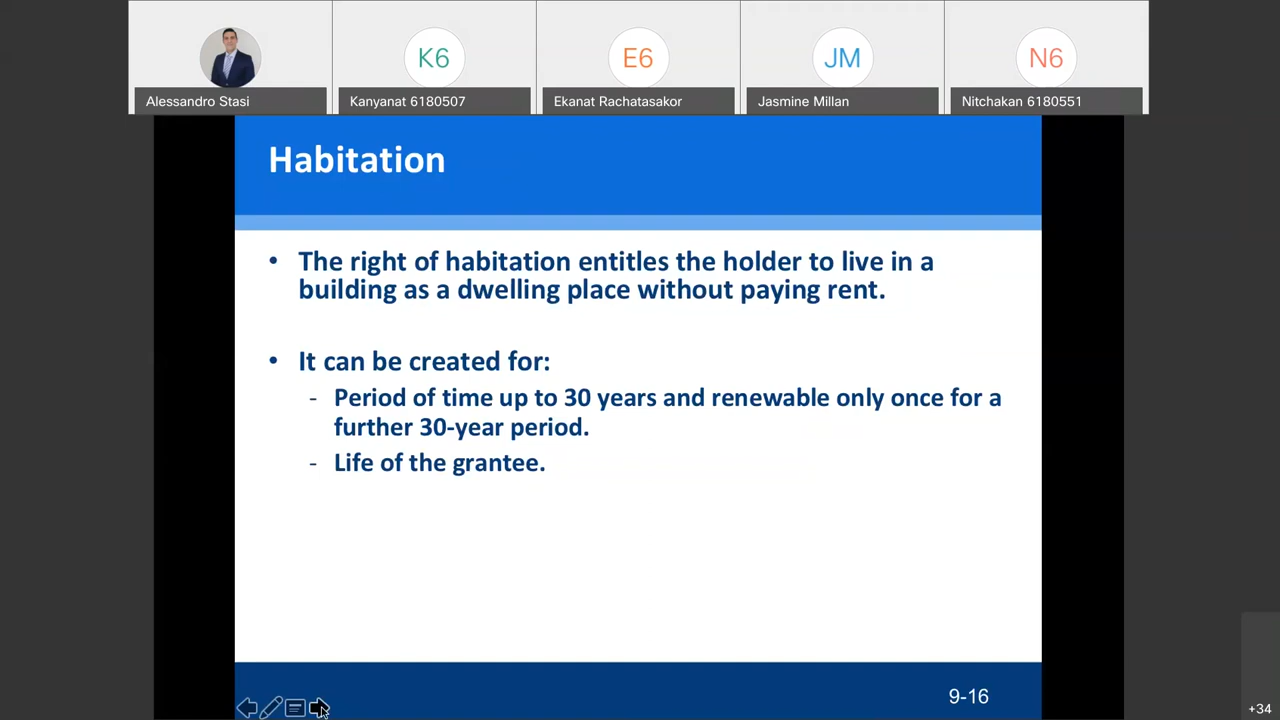 K6
E6
JM
N6
Alessandro Stasi
Kanyanat 6180507
Ekanat Rachatasakor
Jasmine Millan
Nitchakan 6180551
Habitation
• The right of habitation entitles the holder to live in a
building as a dwelling place without paying rent.
• It can be created for:
- Period of time up to 30 years and renewable only once for a
further 30-year period.
- Life of the grantee.
9-16
+34